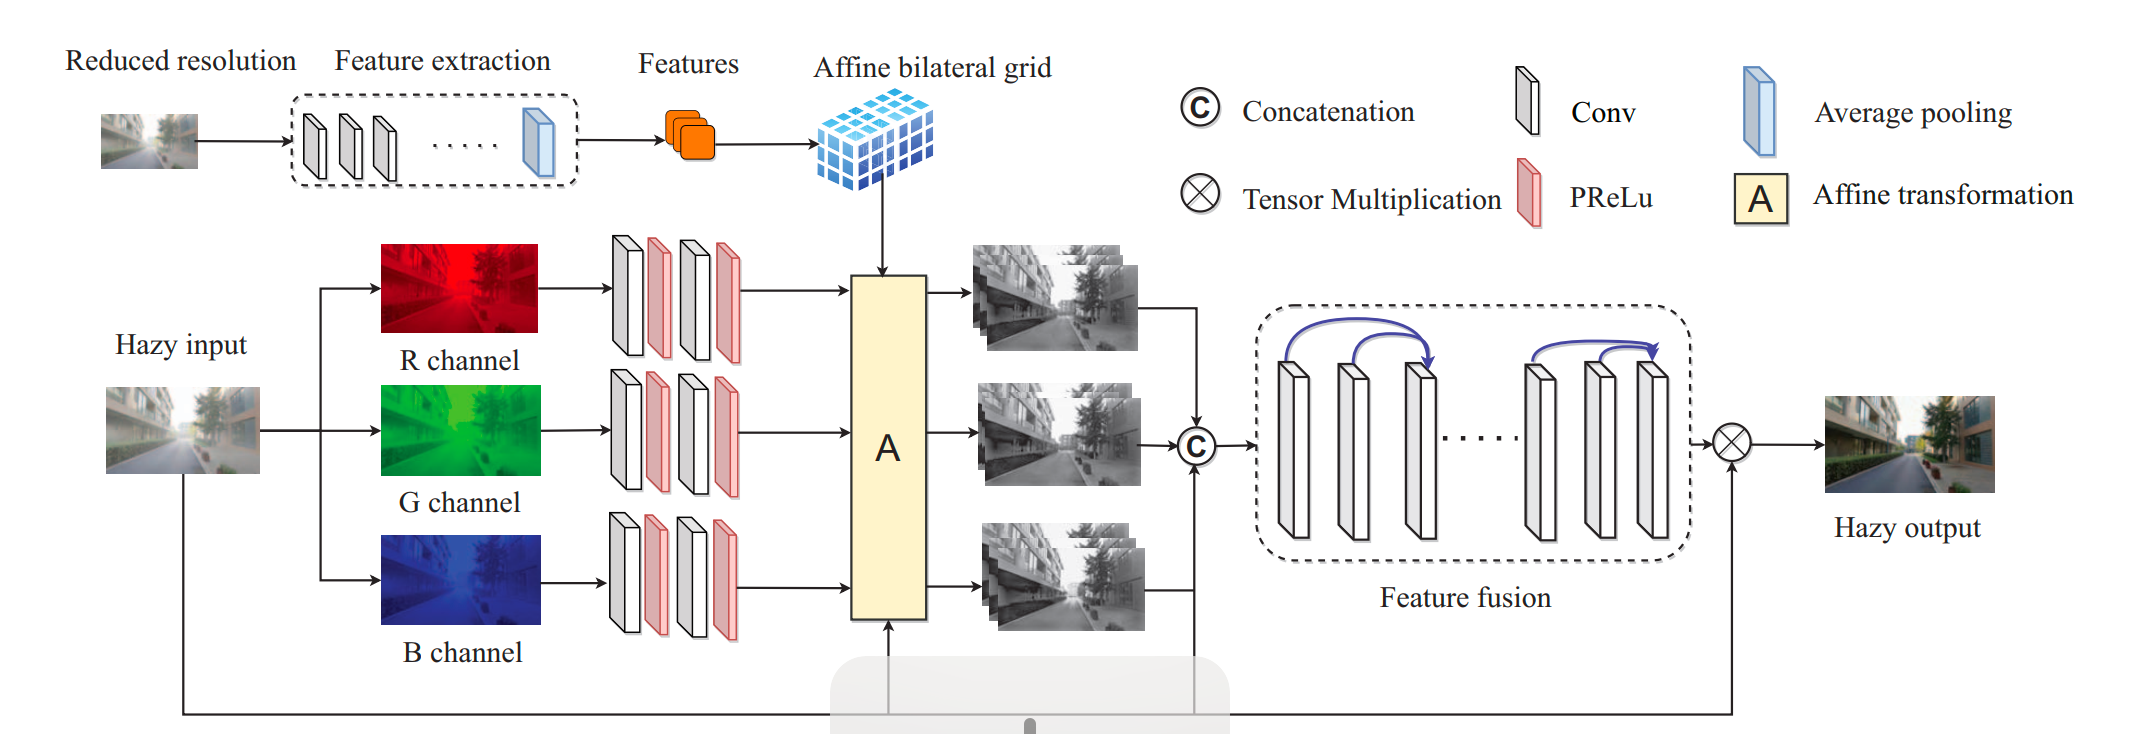 Reduced resolution
Feature extraction
Features
Affine bilateral grid
C
Concatenation
Conv
Average pooling
Tensor Multiplication
PReLu
A
Affine transformation
Hazy input
R channel
G channel
B channel
A
C
Feature fusion
Hazy output